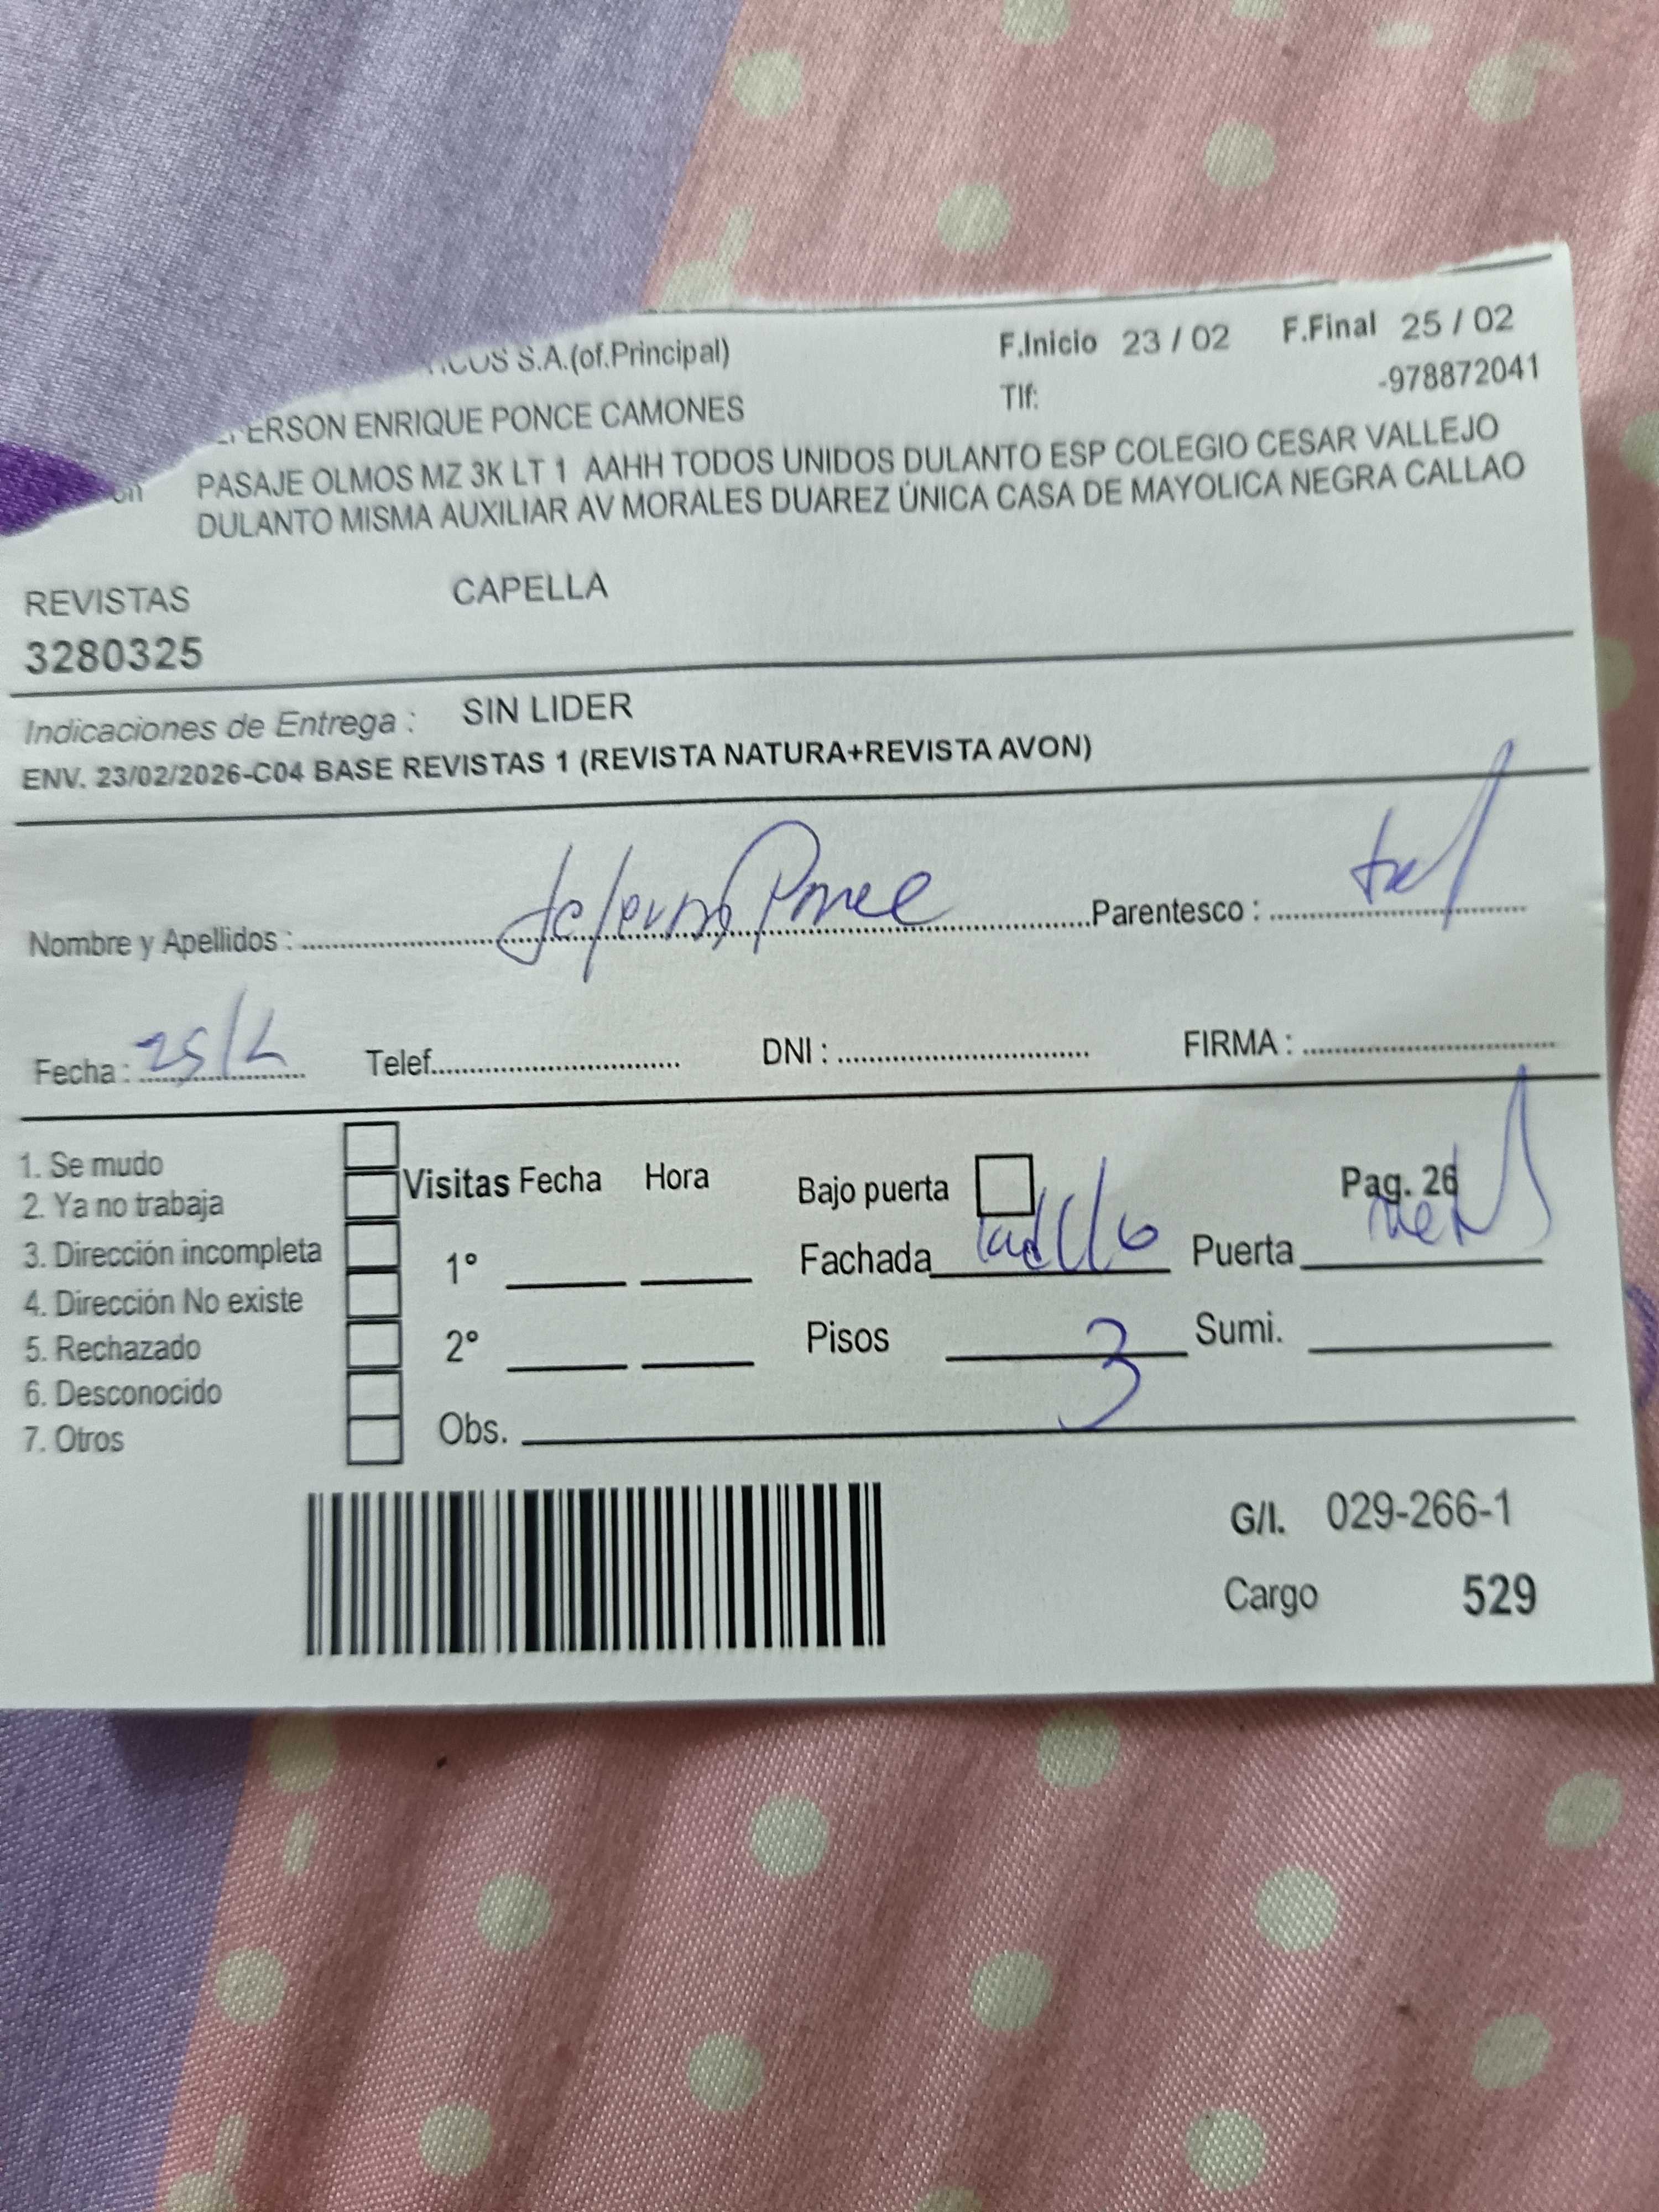 S.A.(of.Principal) F.Inicio 23 / 02 F.Final 25 / 02
ERSON ENRIQUE PONCE CAMONES Tlf: -978872041
PASAJE OLMOS MZ 3K LT 1 AAHH TODOS UNIDOS DULANTO ESP COLEGIO CESAR VALLEJO
DULANTO MISMA AUXILIAR AV MORALES DUAREZ ÚNICA CASA DE MAYOLICA NEGRA CALLAO
REVISTAS CAPELLA
3280325
Indicaciones de Entrega : SIN LIDER
ENV. 23/02/2026-C04 BASE REVISTAS 1 (REVISTA NATURA+REVISTA AVON)
Nombre y Apellidos : Ponce Parentesco :
Fecha : 25/2 Telef. DNI : FIRMA :
1. Se mudo
2. Ya no trabaja
3. Dirección incompleta
4. Dirección No existe
5. Rechazado
6. Desconocido
7. Otros
Visitas Fecha Hora
1°
2°
Obs.
Bajo puerta Pag. 26
Fachada Puerta
Pisos 3 Sumi.
G/I. 029-266-1
Cargo 529